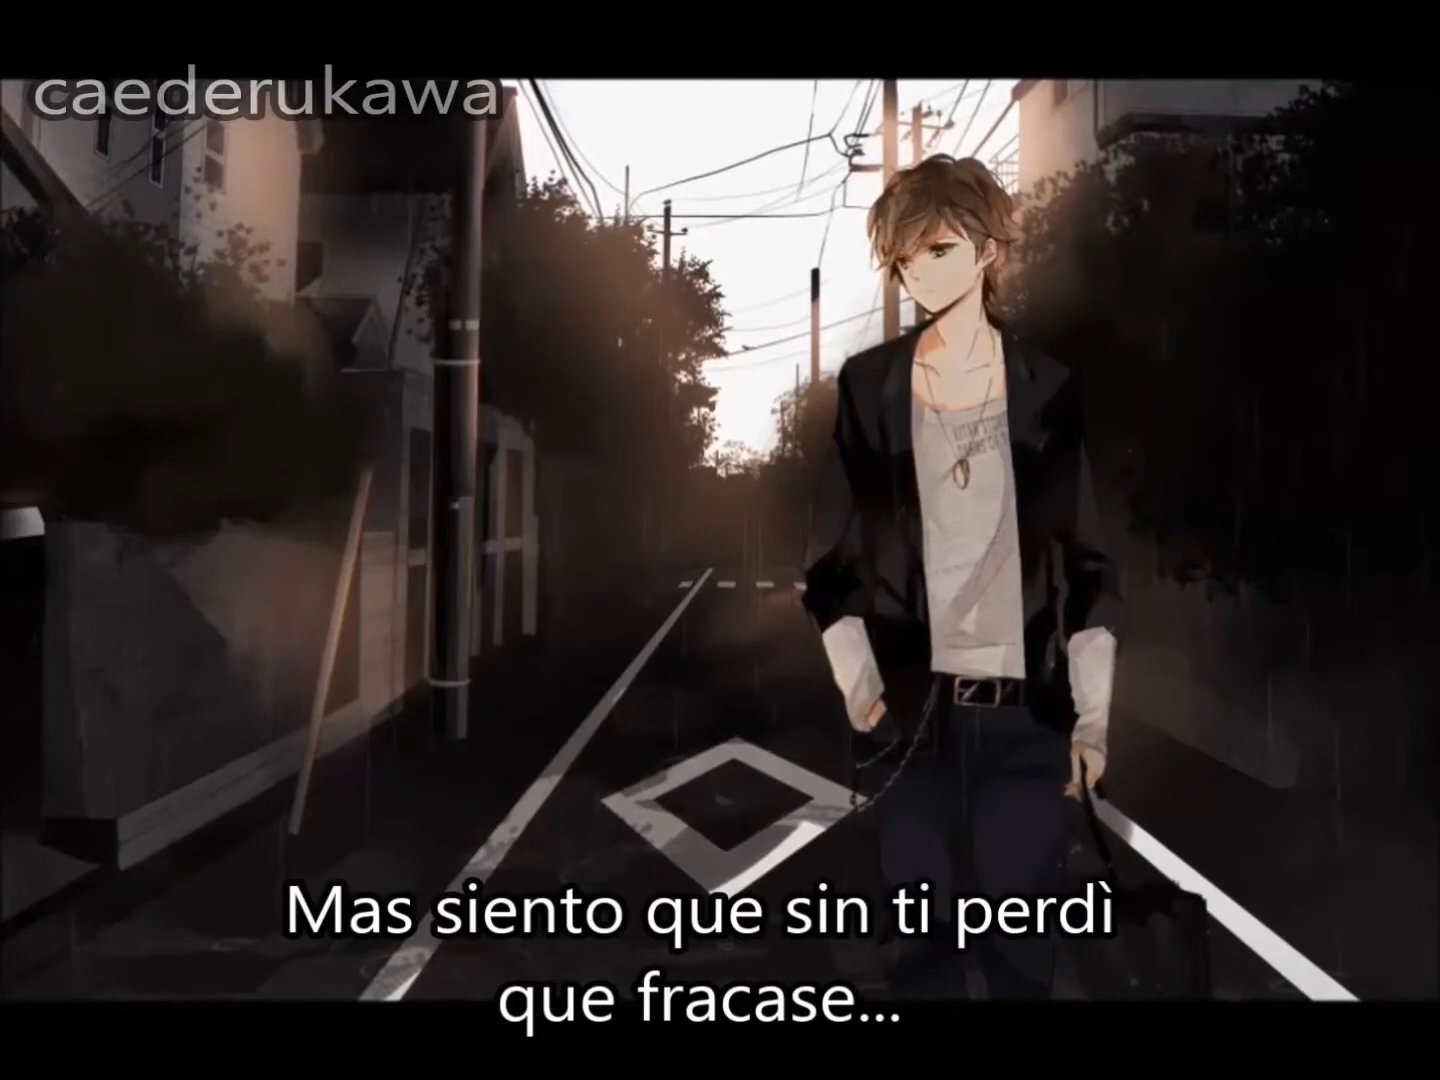 caederukawa
Mas siento que sin ti perdì
que fracase...